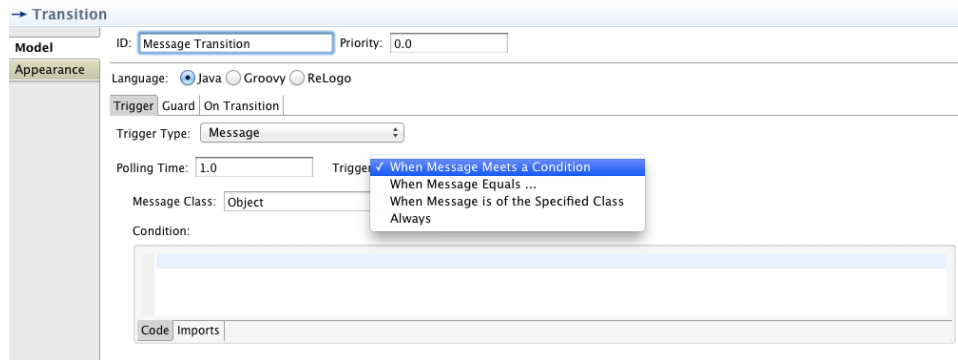 Transition
Model
Appearance
ID: Message Transition Priority: 0.0
Language: Java Groovy ReLogo
Trigger Guard On Transition
Trigger Type: Message
Polling Time: 1.0 Trigger ✓ When Message Meets a Condition
When Message Equals ...
When Message is of the Specified Class
Always
Message Class: Object
Condition:
Code Imports